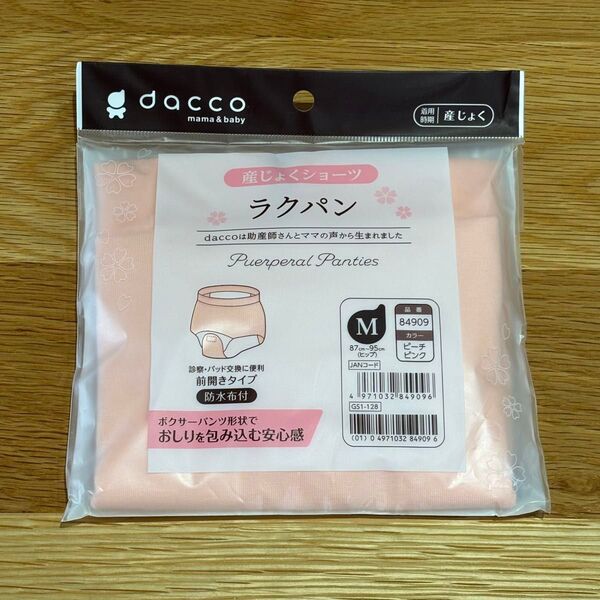 dacco
mama & baby
着用
時期
産じょく
産じょくショーツ
ラクパン
daccoは助産師さんとママの声から生まれました
Puerperal Panties
診察・パッド交換に便利
前開きタイプ
防水布付
ボクサーパンツ形状で
おしりを包み込む安心感
M
87cm~95cm
(ヒップ)
品番
84909
カラー
ピーチ
ピンク
JANコード
4 971032 849096
GS1-128
(01) 0 4971032 84909 6